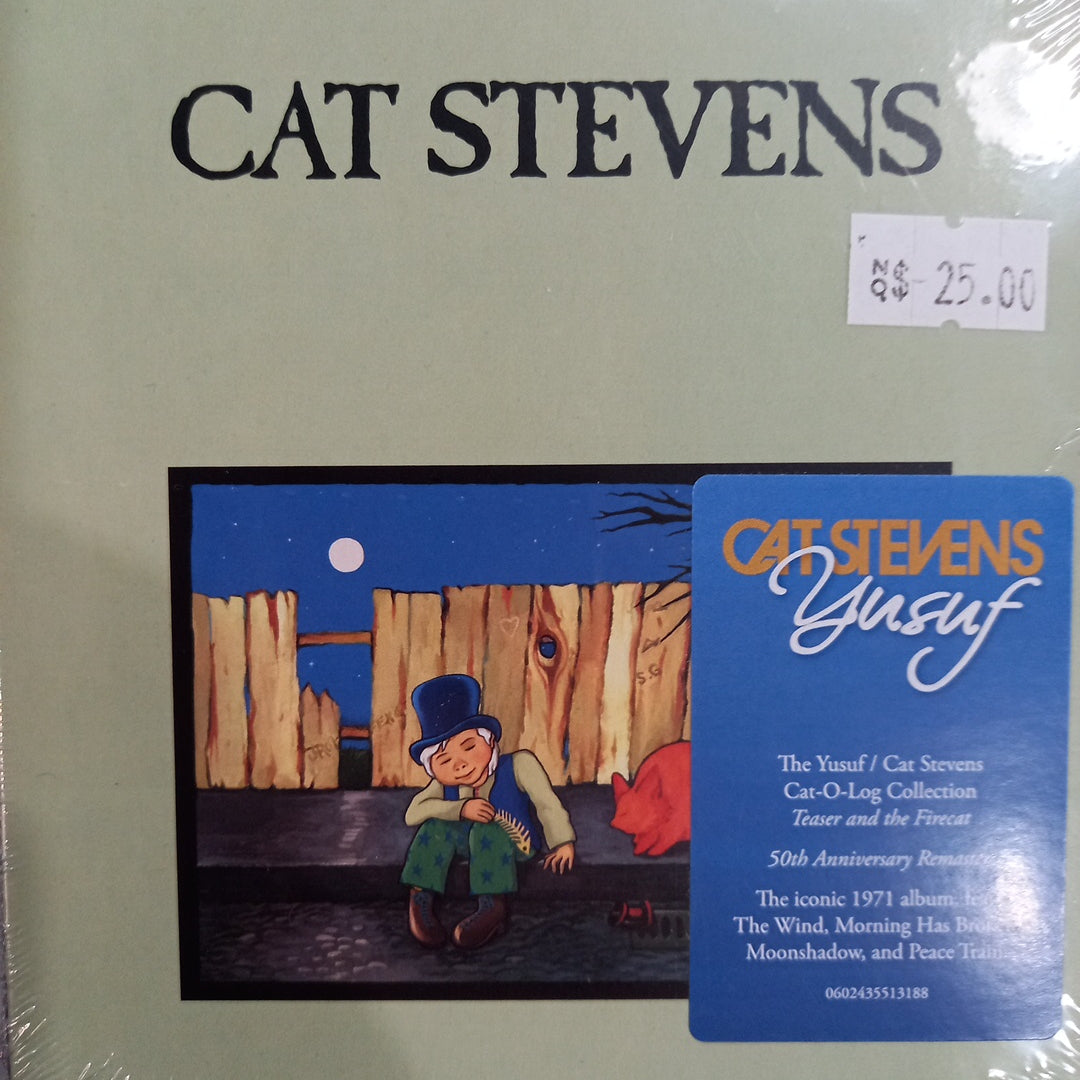 CAT STEVENS
N¢
Q$-25.00
S.G
CAT STEVENS
Yusuf
The Yusuf / Cat Stevens
Cat-O-Log Collection
Teaser and the Firecat
50th Anniversary
The iconic 1971 album,
The Wind, Morning Has
Moonshadow, and Peace Train
0602435513188